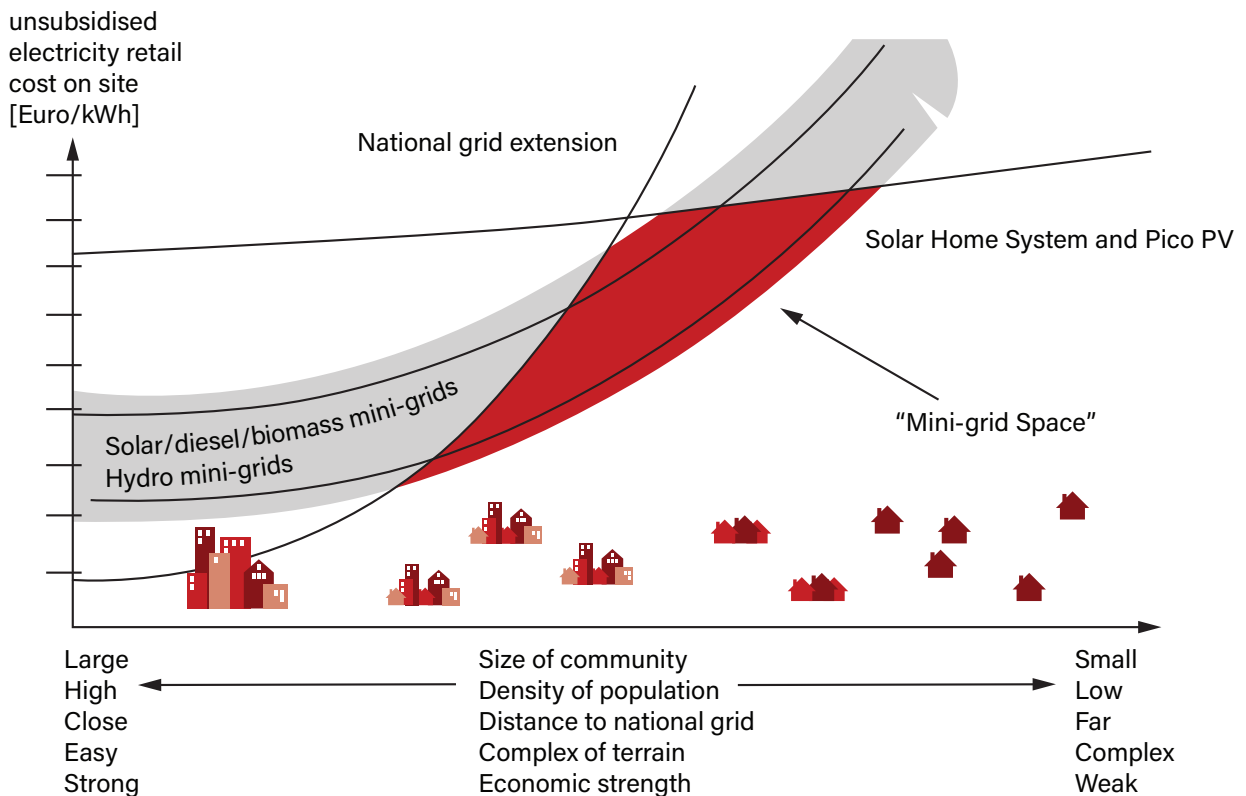 unsubsidised
electricity retail
cost on site
[Euro/kWh]
National grid extension
Solar Home System and Pico PV
“Mini-grid Space”
Solar/diesel/biomass mini-grids
Hydro mini-grids
Large
High
Close
Easy
Strong
Size of community
Density of population
Distance to national grid
Complex of terrain
Economic strength
Small
Low
Far
Complex
Weak